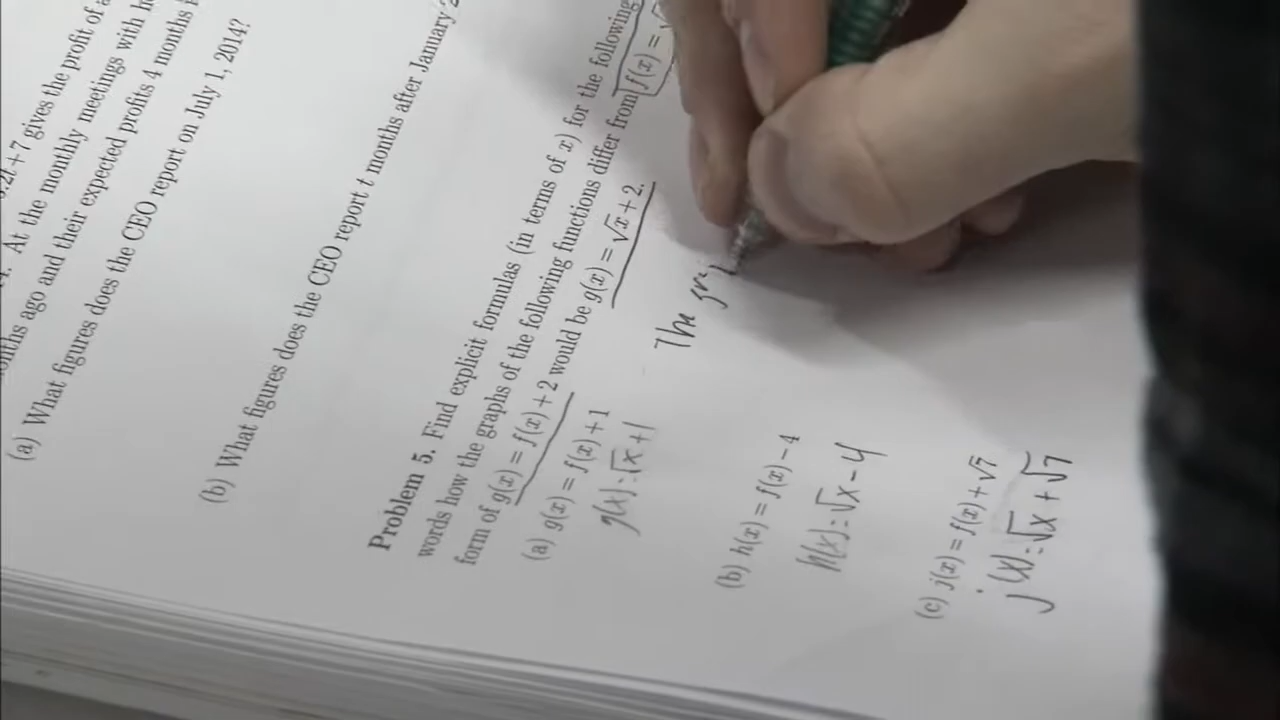 .2t + 7 gives the profit of
At the monthly meetings with
months ago and their expected profits 4 months
(a) What figures does the CEO report on July 1, 2014?
(b) What figures does the CEO report t months after January
Problem 5. Find explicit formulas (in terms of x) for the following
words how the graphs of the following functions differ from f(x) = √
form of g(x) = f(x) + 2 would be g(x) = √x + 2.
(a) g(x) = f(x) + 1
g(x) = √x + 1
The gr
(b) h(x) = f(x) − 4
h(x) = √x − 4
(c) j(x) = f(x) + √7
j(x) = √x + √7